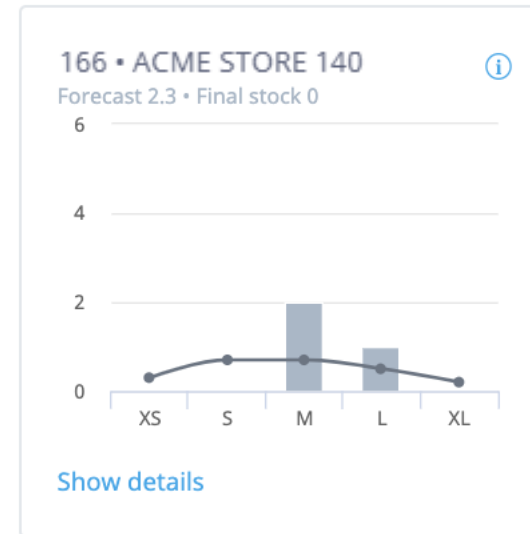 166 • ACME STORE 140
Forecast 2.3 • Final stock 0
6
4
2
0
XS S M L XL
Show details